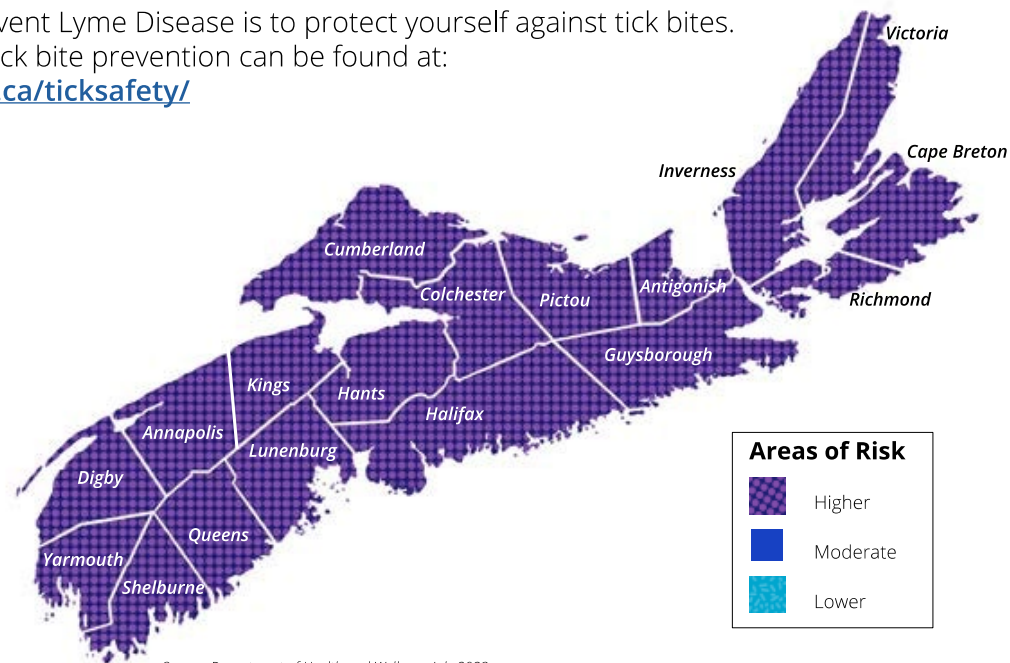 vent Lyme Disease is to protect yourself against tick bites.
ck bite prevention can be found at:
.ca/ticksafety/
Victoria
Cape Breton
Inverness
Cumberland
Colchester
Pictou
Antigonish
Richmond
Guysborough
Kings
Hants
Halifax
Annapolis
Lunenburg
Digby
Queens
Yarmouth
Shelburne
Areas of Risk
Higher
Moderate
Lower